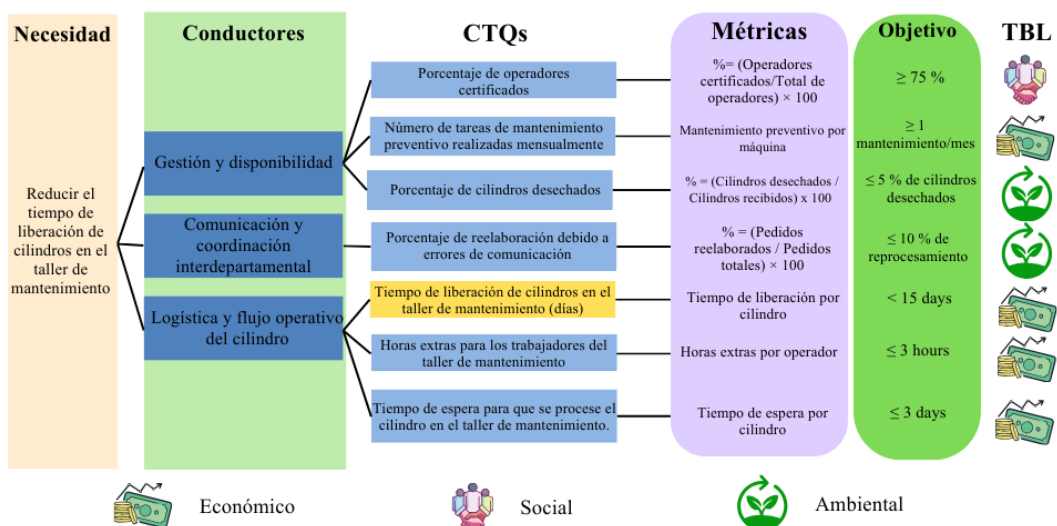 Necesidad
Conductores
CTQs
Métricas
Objetivo
TBL
Reducir el
tiempo de
liberación de
cilindros en el
taller de
mantenimiento
Gestión y disponibilidad
Comunicación y
coordinación
interdepartamental
Logística y flujo operativo
del cilindro
Porcentaje de operadores
certificados
%= (Operadores
certificados/Total de
operadores) × 100
≥ 75 %
Número de tareas de mantenimiento
preventivo realizadas mensualmente
Mantenimiento preventivo por
máquina
≥ 1
mantenimiento/mes
Porcentaje de cilindros desechados
% = (Cilindros desechados /
Cilindros recibidos) x 100
≤ 5 % de cilindros
desechados
Porcentaje de reelaboración debido a
errores de comunicación
% = (Pedidos
reelaborados / Pedidos
totales) × 100
≤ 10 % de
reprocesamiento
Tiempo de liberación de cilindros en el
taller de mantenimiento (días)
Tiempo de liberación por
cilindro
< 15 days
Horas extras para los trabajadores del
taller de mantenimiento
Horas extras por operador
≤ 3 hours
Tiempo de espera para que se procese el
cilindro en el taller de mantenimiento.
Tiempo de espera por
cilindro
≤ 3 days
Económico
Social
Ambiental